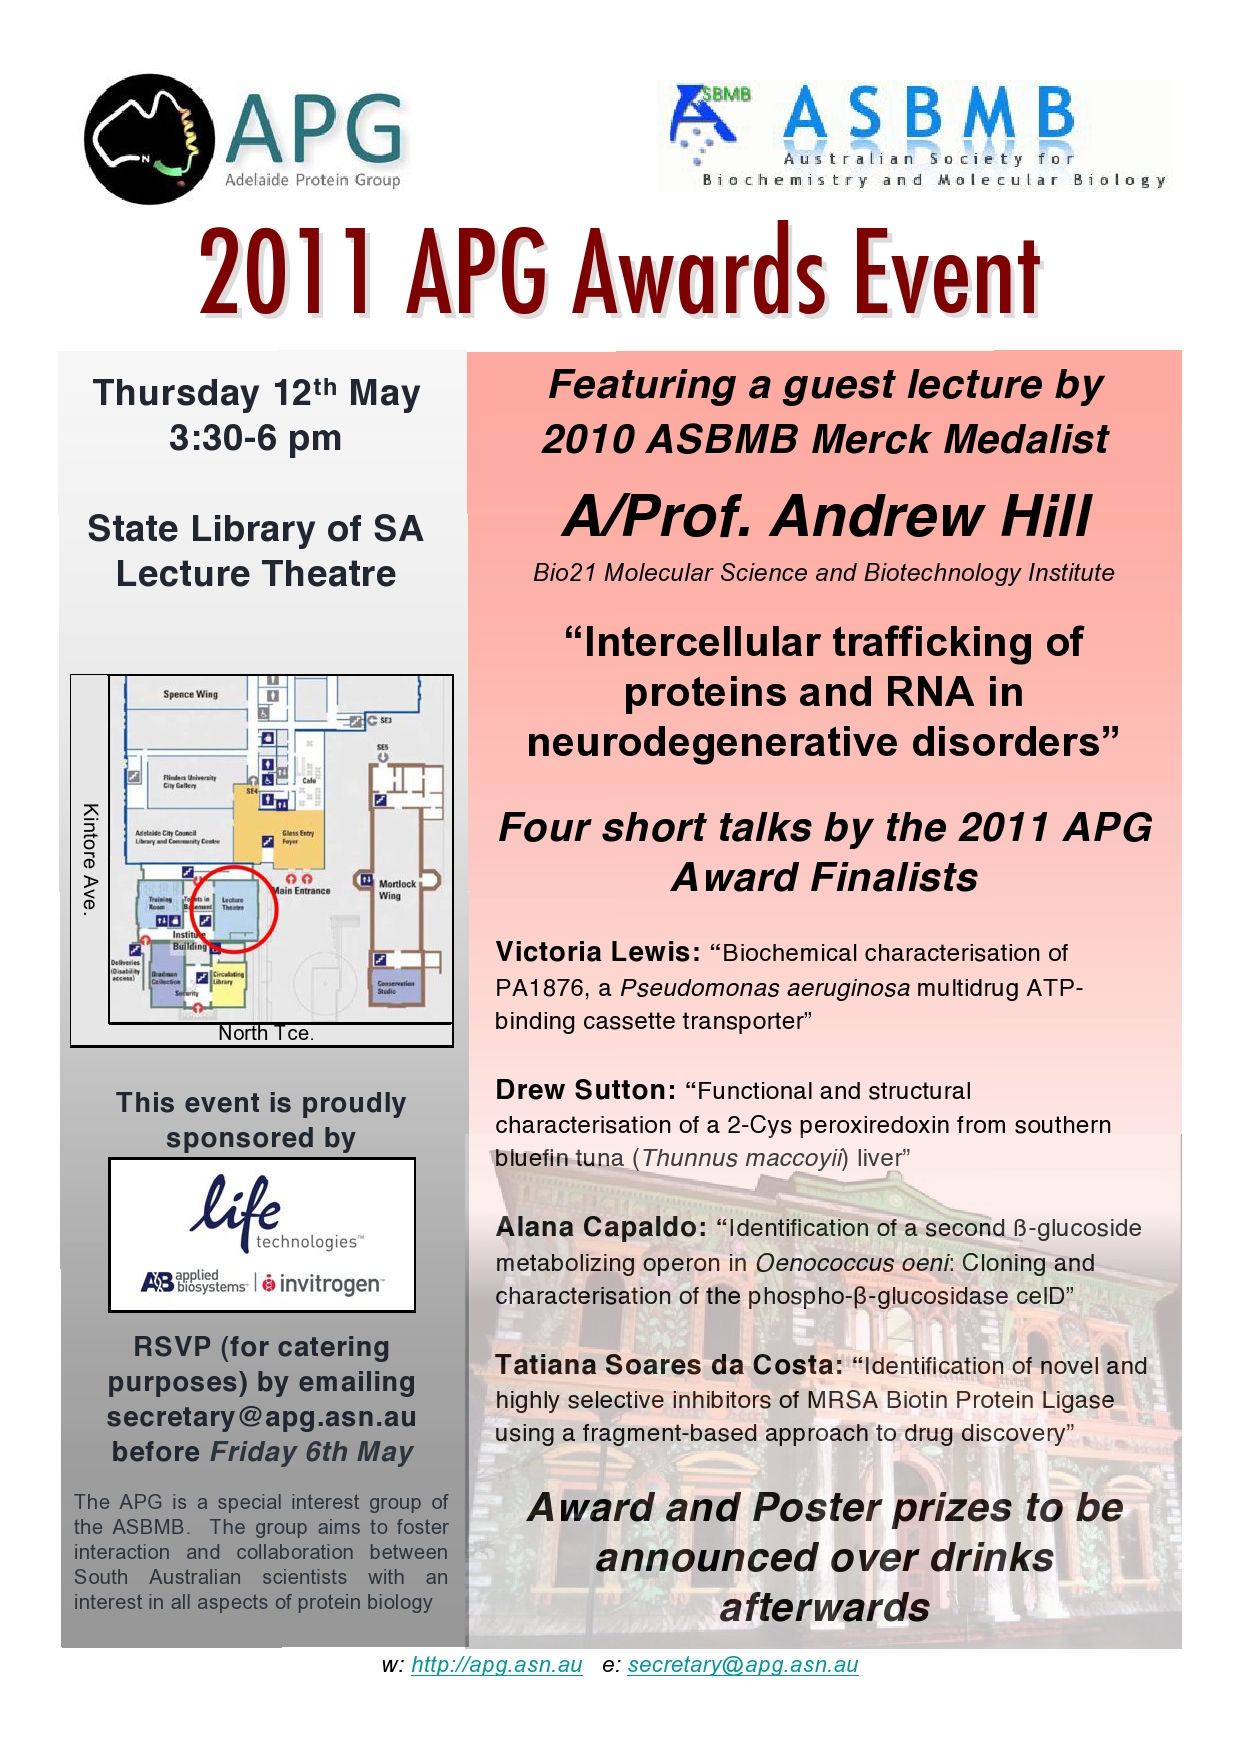 N
APG
Adelaide Protein Group
SBMB
ASBMB
Australian Society for
Biochemistry and Molecular Biology
2011 APG Awards Event
Thursday 12th May
3:30-6 pm
State Library of SA
Lecture Theatre
Spence Wing
SE3
SE5
Flinders University
City Gallery
SE4
Cafe
Adelaide City Council
Library and Community Centre
Glass Entry
Foyer
Main Entrance
Mortlock
Wing
Training
Room
Toilets in
Basement
Lecture
Theatre
Institute
Building
Deliveries
(Disability
access)
Bradman
Collection
Circulating
Library
Security
Conservation
Studio
Kintore Ave.
North Tce.
This event is proudly
sponsored by
life
technologies™
AB applied
biosystems™ | invitrogen™
RSVP (for catering
purposes) by emailing
secretary@apg.asn.au
before Friday 6th May
The APG is a special interest group of
the ASBMB. The group aims to foster
interaction and collaboration between
South Australian scientists with an
interest in all aspects of protein biology
Featuring a guest lecture by
2010 ASBMB Merck Medalist
A/Prof. Andrew Hill
Bio21 Molecular Science and Biotechnology Institute
“Intercellular trafficking of
proteins and RNA in
neurodegenerative disorders”
Four short talks by the 2011 APG
Award Finalists
Victoria Lewis: “Biochemical characterisation of
PA1876, a Pseudomonas aeruginosa multidrug ATP-
binding cassette transporter”
Drew Sutton: “Functional and structural
characterisation of a 2-Cys peroxiredoxin from southern
bluefin tuna (Thunnus maccoyii) liver”
Alana Capaldo: “Identification of a second ß-glucoside
metabolizing operon in Oenococcus oeni: Cloning and
characterisation of the phospho-β-glucosidase celD”
Tatiana Soares da Costa: “Identification of novel and
highly selective inhibitors of MRSA Biotin Protein Ligase
using a fragment-based approach to drug discovery”
Award and Poster prizes to be
announced over drinks
afterwards
w: http://apg.asn.au e: secretary@apg.asn.au